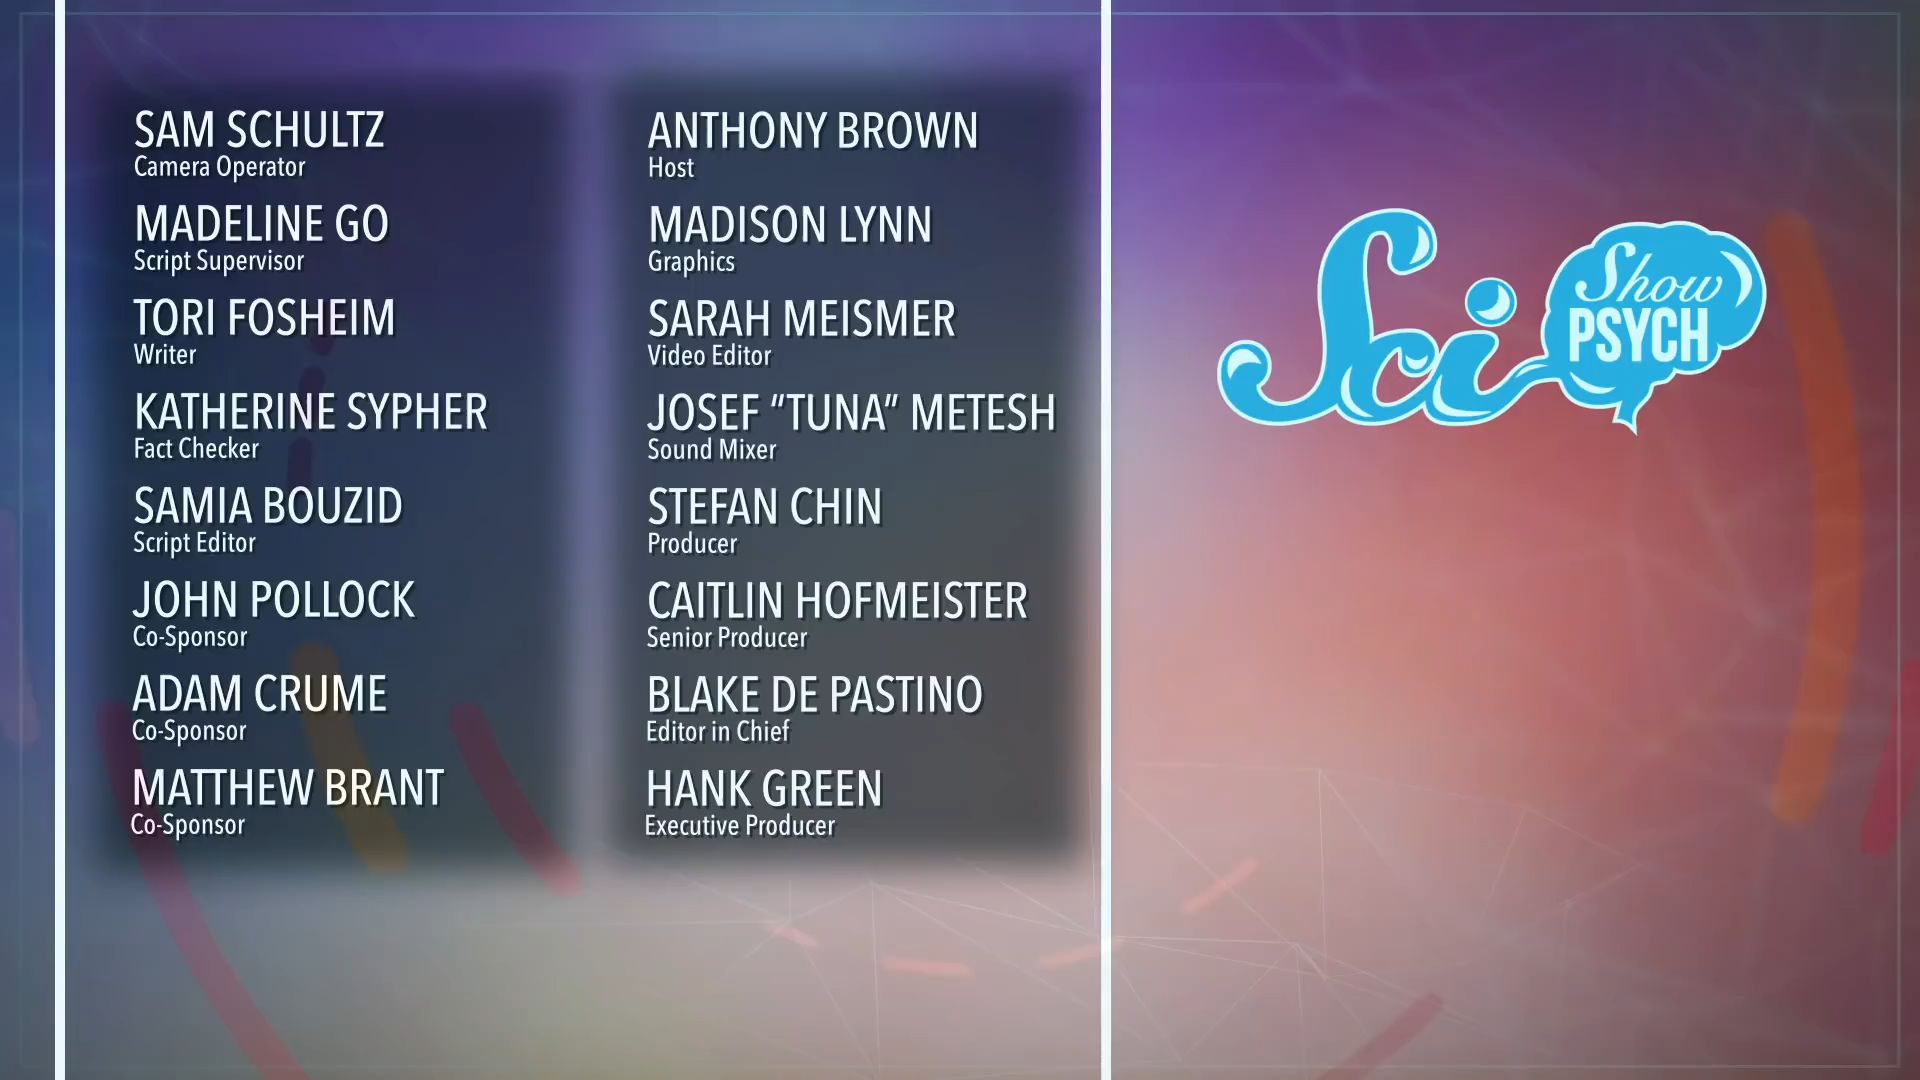 SAM SCHULTZ
Camera Operator
MADELINE GO
Script Supervisor
TORI FOSHEIM
Writer
KATHERINE SYPHER
Fact Checker
SAMIA BOUZID
Script Editor
JOHN POLLOCK
Co-Sponsor
ADAM CRUME
Co-Sponsor
MATTHEW BRANT
Co-Sponsor
ANTHONY BROWN
Host
MADISON LYNN
Graphics
SARAH MEISMER
Video Editor
JOSEF “TUNA” METESH
Sound Mixer
STEFAN CHIN
Producer
CAITLIN HOFMEISTER
Senior Producer
BLAKE DE PASTINO
Editor in Chief
HANK GREEN
Executive Producer
Sci
Show
PSYCH